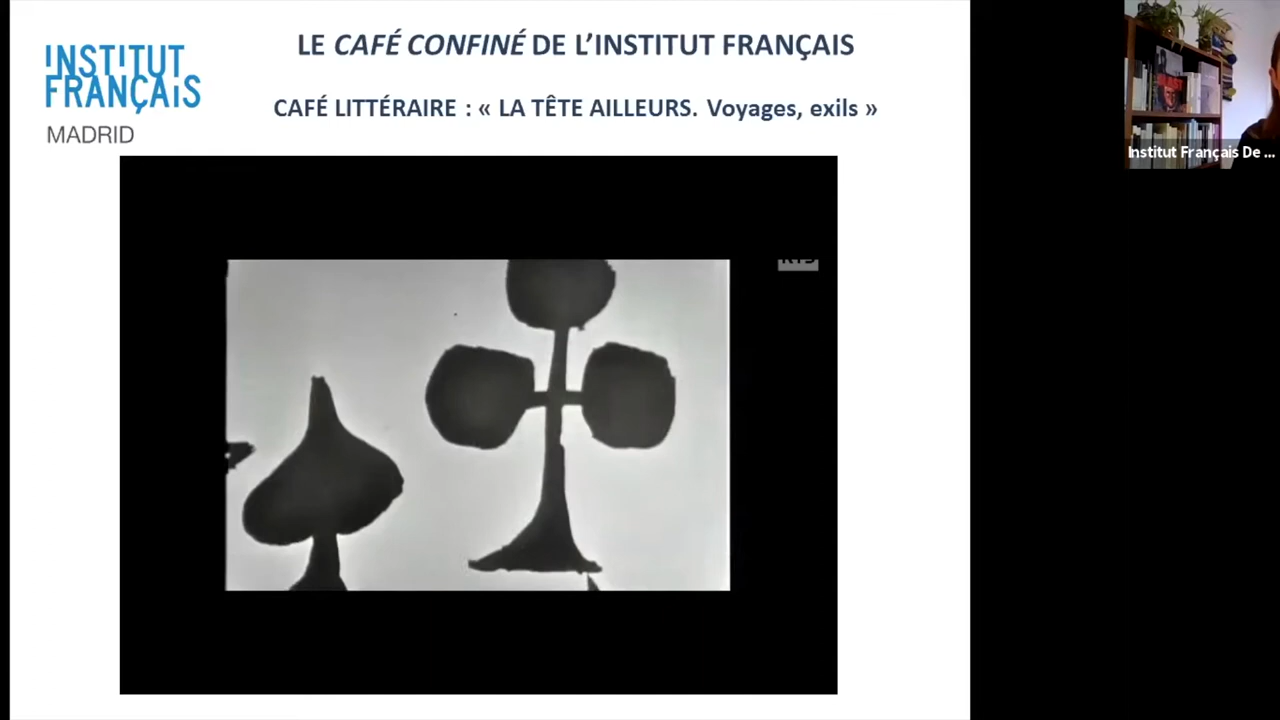 INSTITUT
FRANÇAIS
MADRID
LE CAFÉ CONFINÉ DE L’INSTITUT FRANÇAIS
CAFÉ LITTÉRAIRE : « LA TÊTE AILLEURS. Voyages, exils »
Institut Français De ...